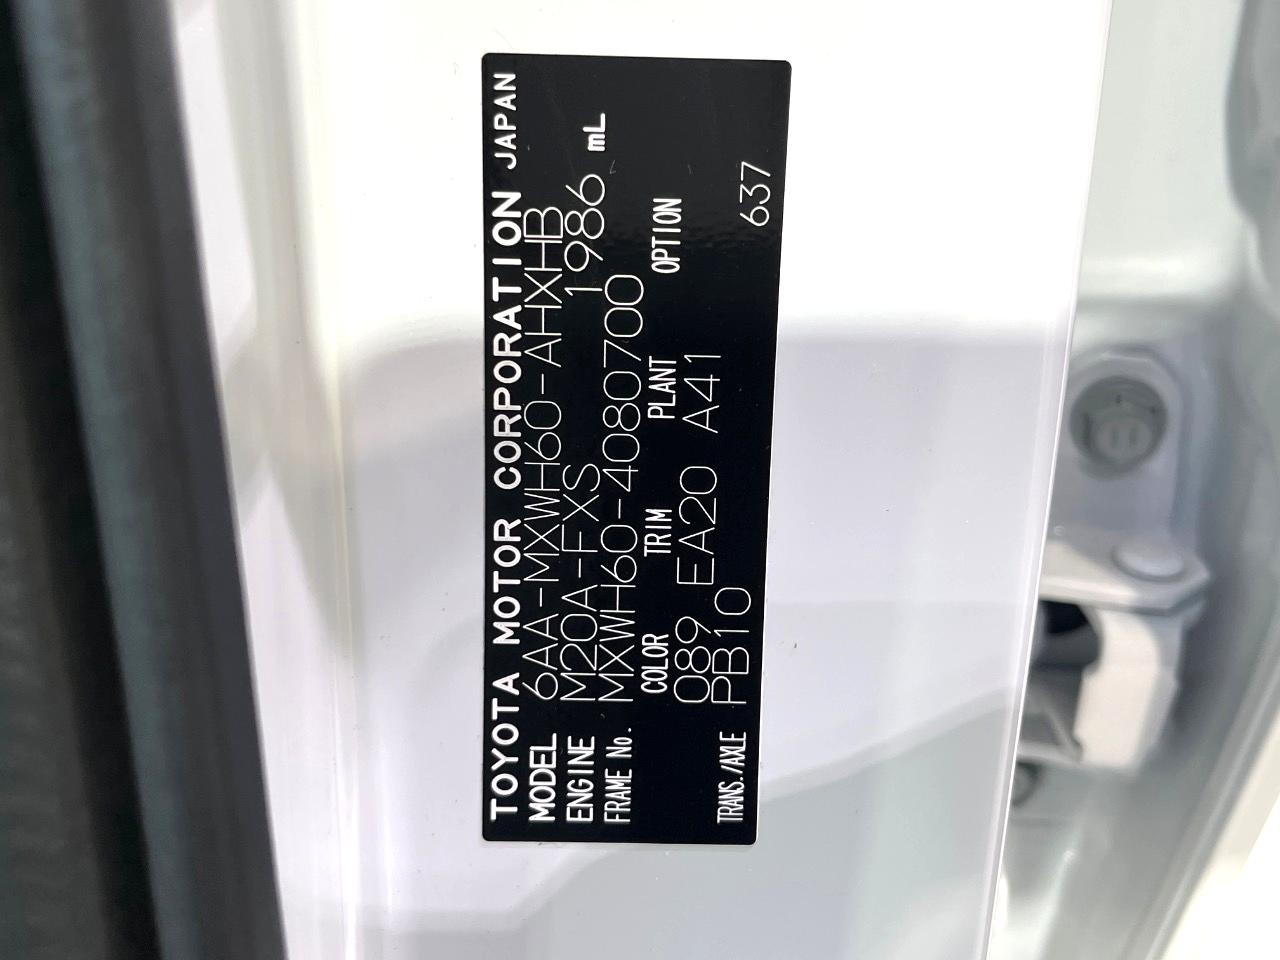 TOYOTA MOTOR CORPORATION JAPAN
MODEL 6AA-MXWH60-AHXHB
ENGINE M20A-FXS 1986 mL
FRAME No. MXWH60-4080700
COLOR TRIM PLANT OPTION
089 EA20 A41
TRANS./AXLE PB10 637